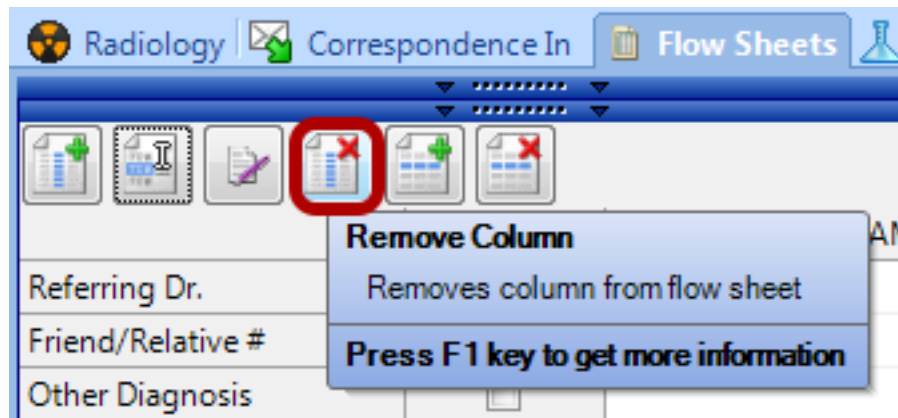 Radiology Correspondence In Flow Sheets
Remove Column
Removes column from flow sheet
Referring Dr.
Friend/Relative #
Press F1 key to get more information
Other Diagnosis